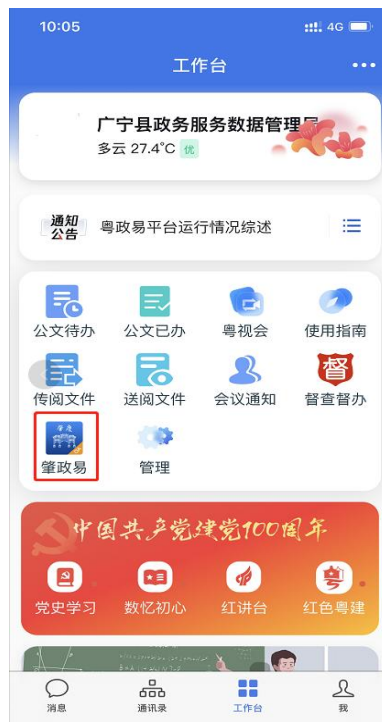 10:05
4G
工作台
广宁县政务服务数据管理局
多云 27.4°C 优
通知
公告
粤政易平台运行情况综述
公文待办 公文已办 粤视会 使用指南
督
传阅文件 送阅文件 会议通知 督查督办
肇庆
肇政易 管理
中国共产党建党100周年
粤
党史学习 数忆初心 红讲台 红色粤建
消息 通讯录 工作台 我